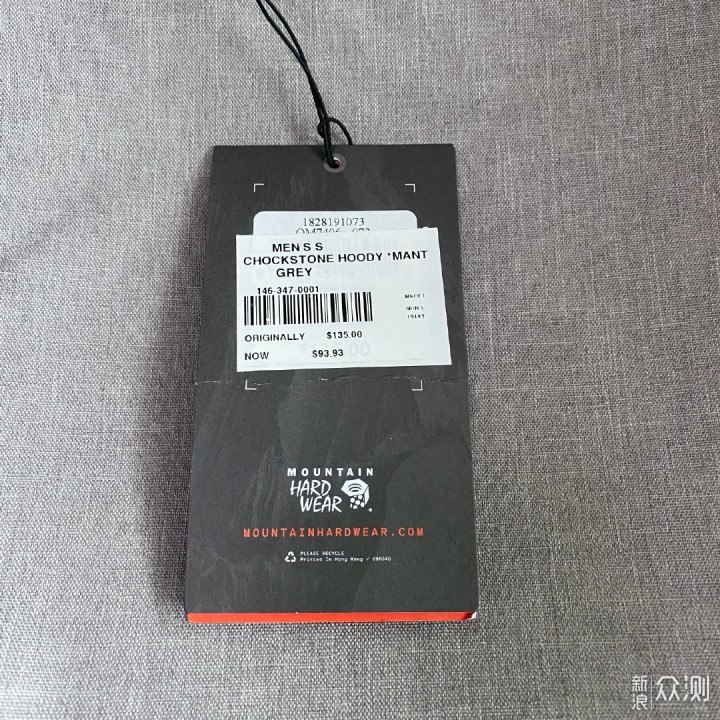 1828191073
MEN S S
CHOCKSTONE HOODY *MANT
GREY
146-347-0001
ORIGINALLY $135.00
NOW $93.93
MOUNTAIN
HARD
WEAR
MOUNTAINHARDWEAR.COM
PLEASE RECYCLE
Printed In Hong Kong /
新浪 众测